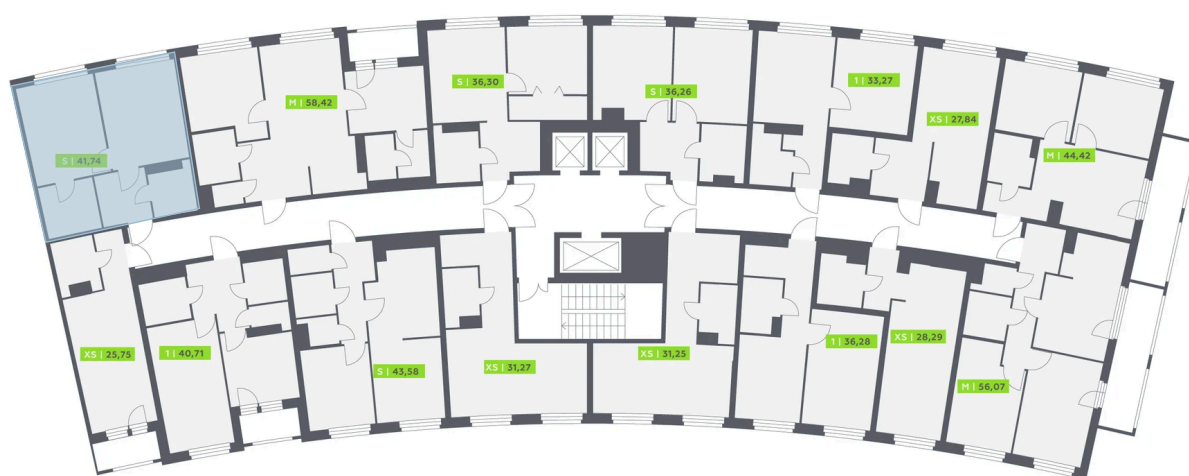 S | 41,74
M | 58,42
S | 36,30
S | 36,26
1 | 33,27
XS | 27,84
M | 44,42
XS | 25,75
1 | 40,71
S | 43,58
XS | 31,27
XS | 31,25
1 | 36,28
XS | 28,29
M | 56,07